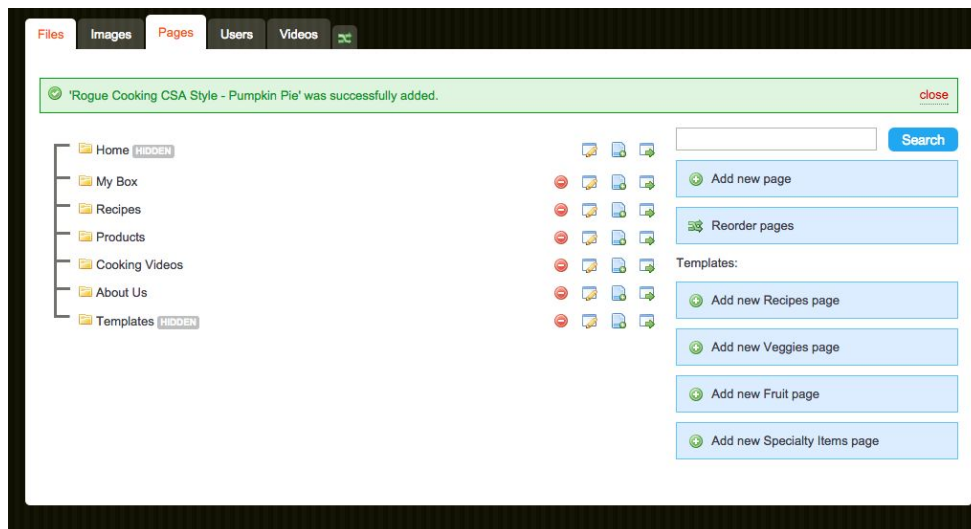 Files Images Pages Users Videos
'Rogue Cooking CSA Style - Pumpkin Pie' was successfully added. close
Home HIDDEN
My Box
Recipes
Products
Cooking Videos
About Us
Templates HIDDEN
Search
Add new page
Reorder pages
Templates:
Add new Recipes page
Add new Veggies page
Add new Fruit page
Add new Specialty Items page